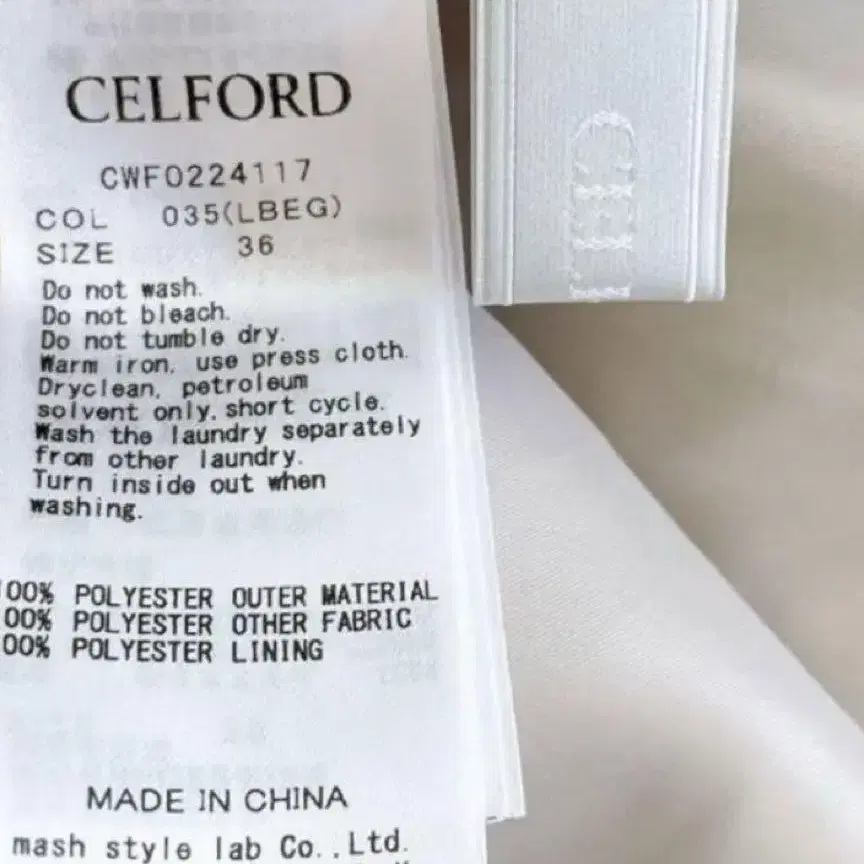 CELFORD
CWFO224117
COL 035(LBEG)
SIZE 36
Do not wash.
Do not bleach.
Do not tumble dry.
Warm iron, use press cloth.
Dryclean, petroleum
solvent only, short cycle.
Wash the laundry separately
from other laundry.
Turn inside out when
washing.
100% POLYESTER OUTER MATERIAL
00% POLYESTER OTHER FABRIC
00% POLYESTER LINING
MADE IN CHINA
mash style lab Co.,Ltd.
CEL